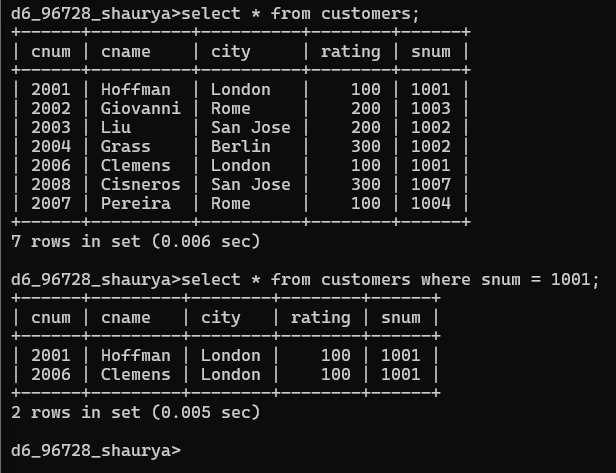 d6_96728_shaurya>select * from customers;
+------+----------+----------+--------+------+
| cnum | cname    | city     | rating | snum |
+------+----------+----------+--------+------+
| 2001 | Hoffman  | London   |    100 | 1001 |
| 2002 | Giovanni | Rome     |    200 | 1003 |
| 2003 | Liu      | San Jose |    200 | 1002 |
| 2004 | Grass    | Berlin   |    300 | 1002 |
| 2006 | Clemens  | London   |    100 | 1001 |
| 2008 | Cisneros | San Jose |    300 | 1007 |
| 2007 | Pereira  | Rome     |    100 | 1004 |
+------+----------+----------+--------+------+
7 rows in set (0.006 sec)
d6_96728_shaurya>select * from customers where snum = 1001;
+------+---------+--------+--------+------+
| cnum | cname   | city   | rating | snum |
+------+---------+--------+--------+------+
| 2001 | Hoffman | London |    100 | 1001 |
| 2006 | Clemens | London |    100 | 1001 |
+------+---------+--------+--------+------+
2 rows in set (0.005 sec)
d6_96728_shaurya>